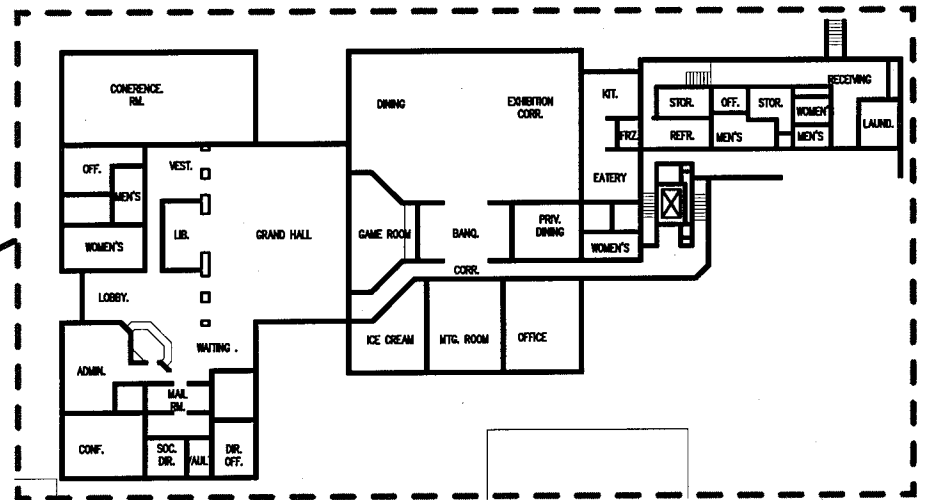 CONERENCE.
RM.
DINING
EXHIBITION
CORR.
KIT.
STOR.
OFF.
STOR.
RECEIVING
WOMEN'S
LAUND.
FRZ.
REFR.
MEN'S
MEN'S
OFF.
VEST.
MEN'S
EATERY
LIB.
GRAND HALL
GAME ROOM
BANQ.
PRIV.
DINING
WOMEN'S
WOMEN'S
CORR.
LOBBY.
WAITING .
ICE CREAM
MTG. ROOM
OFFICE
ADMIN.
MAIL
RM.
CONF.
SOC.
DIR.
VAULT
DIR.
OFF.